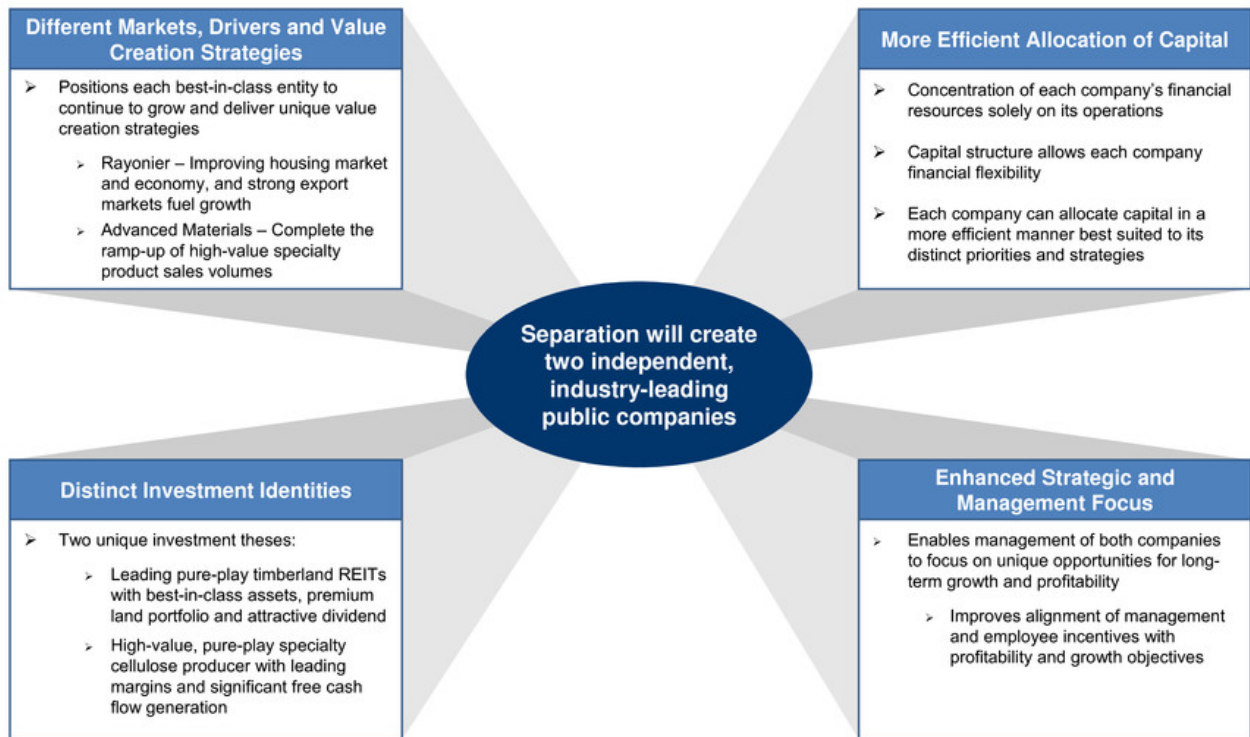 Different Markets, Drivers and Value
Creation Strategies
➢ Positions each best-in-class entity to
continue to grow and deliver unique value
creation strategies
➢ Rayonier – Improving housing market
and economy, and strong export
markets fuel growth
➢ Advanced Materials – Complete the
ramp-up of high-value specialty
product sales volumes
More Efficient Allocation of Capital
➢ Concentration of each company's financial
resources solely on its operations
➢ Capital structure allows each company
financial flexibility
➢ Each company can allocate capital in a
more efficient manner best suited to its
distinct priorities and strategies
Separation will create
two independent,
industry-leading
public companies
Distinct Investment Identities
➢ Two unique investment theses:
➢ Leading pure-play timberland REITs
with best-in-class assets, premium
land portfolio and attractive dividend
➢ High-value, pure-play specialty
cellulose producer with leading
margins and significant free cash
flow generation
Enhanced Strategic and
Management Focus
➢ Enables management of both companies
to focus on unique opportunities for long-
term growth and profitability
➢ Improves alignment of management
and employee incentives with
profitability and growth objectives